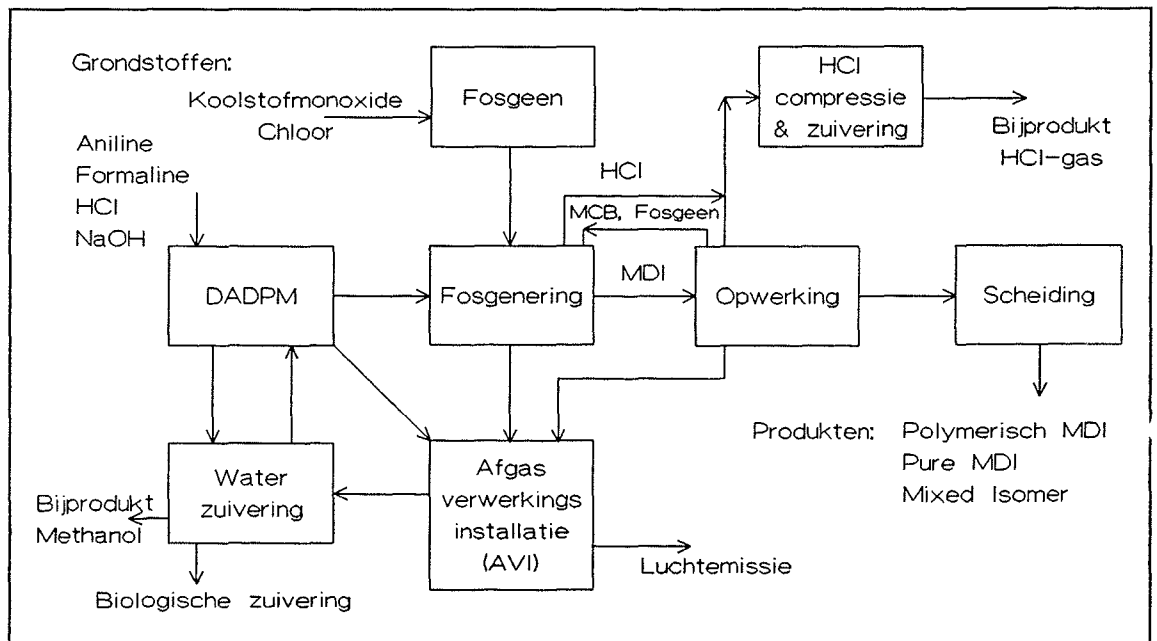 Grondstoffen:
Koolstofmonoxide
Chloor
Aniline
Formaline
HCl
NaOH
Fosgeen
HCl
compressie
& zuivering
Bijprodukt
HCl-gas
HCl
MCB, Fosgeen
DADPM
Fosgenering
MDI
Opwerking
Scheiding
Produkten: Polymerisch MDI
Pure MDI
Mixed Isomer
Water
zuivering
Bijprodukt
Methanol
Biologische zuivering
Afgas
verwerkings
installatie
(AVI)
Luchtemissie